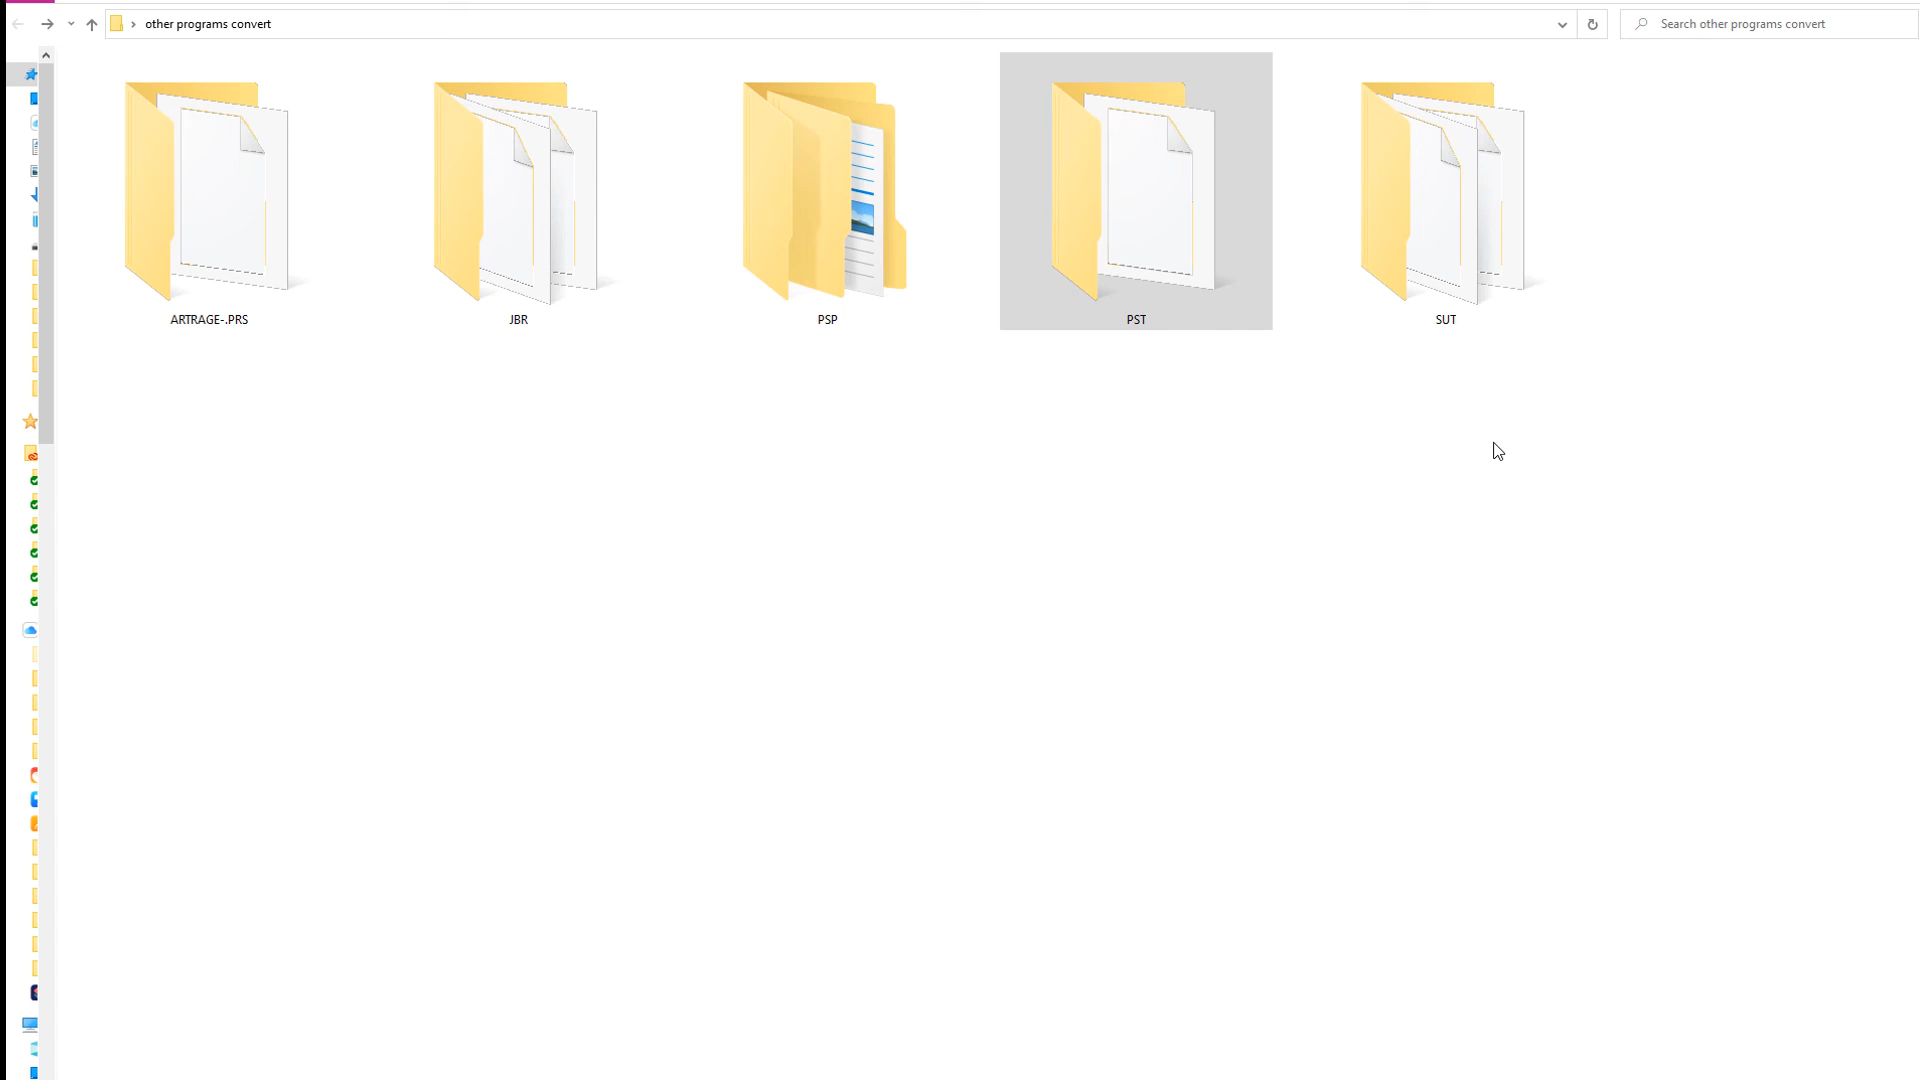 other programs convert
Search other programs convert
ARTRAGE-.PRS
JBR
PSP
PST
SUT